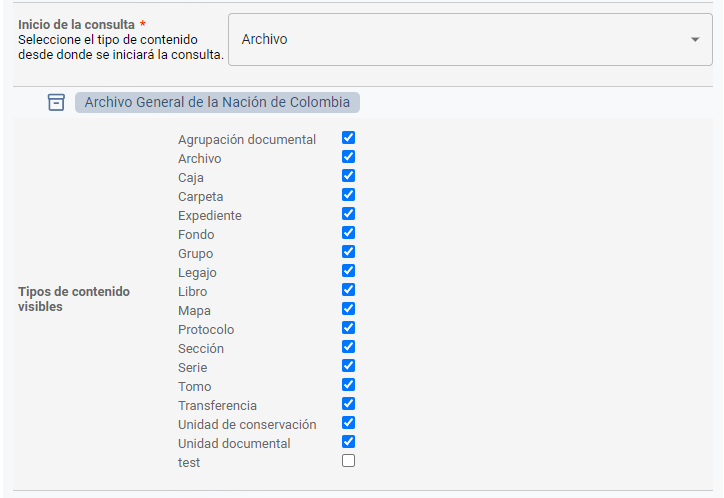 Inicio de la consulta *
Seleccione el tipo de contenido
desde donde se iniciará la consulta.
Archivo
Archivo General de la Nación de Colombia
Tipos de contenido
visibles
Agrupación documental
Archivo
Caja
Carpeta
Expediente
Fondo
Grupo
Legajo
Libro
Mapa
Protocolo
Sección
Serie
Tomo
Transferencia
Unidad de conservación
Unidad documental
test